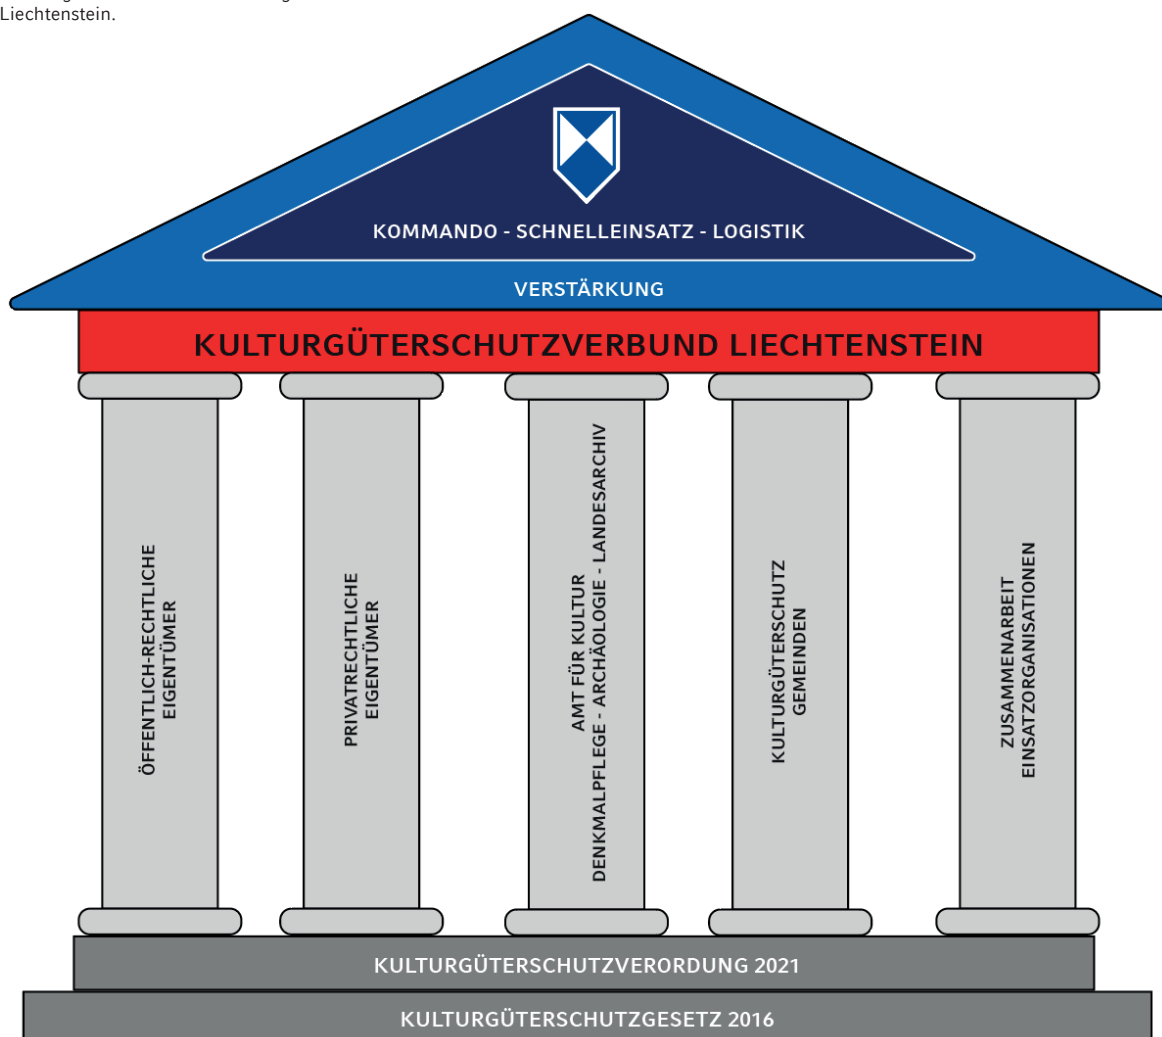 Liechtenstein.
KOMMANDO - SCHNELLEINSATZ - LOGISTIK
VERSTÄRKUNG
KULTURGÜTERSCHUTZVERBUND LIECHTENSTEIN
ÖFFENTLICH-RECHTLICHE
EIGENTÜMER
PRIVATRECHTLICHE
EIGENTÜMER
AMT FÜR KULTUR
DENKMALPFLEGE - ARCHÄOLOGIE - LANDESARCHIV
KULTURGÜTERSCHUTZ
GEMEINDEN
ZUSAMMENARBEIT
EINSATZORGANISATIONEN
KULTURGÜTERSCHUTZVERORDUNG 2021
KULTURGÜTERSCHUTZGESETZ 2016